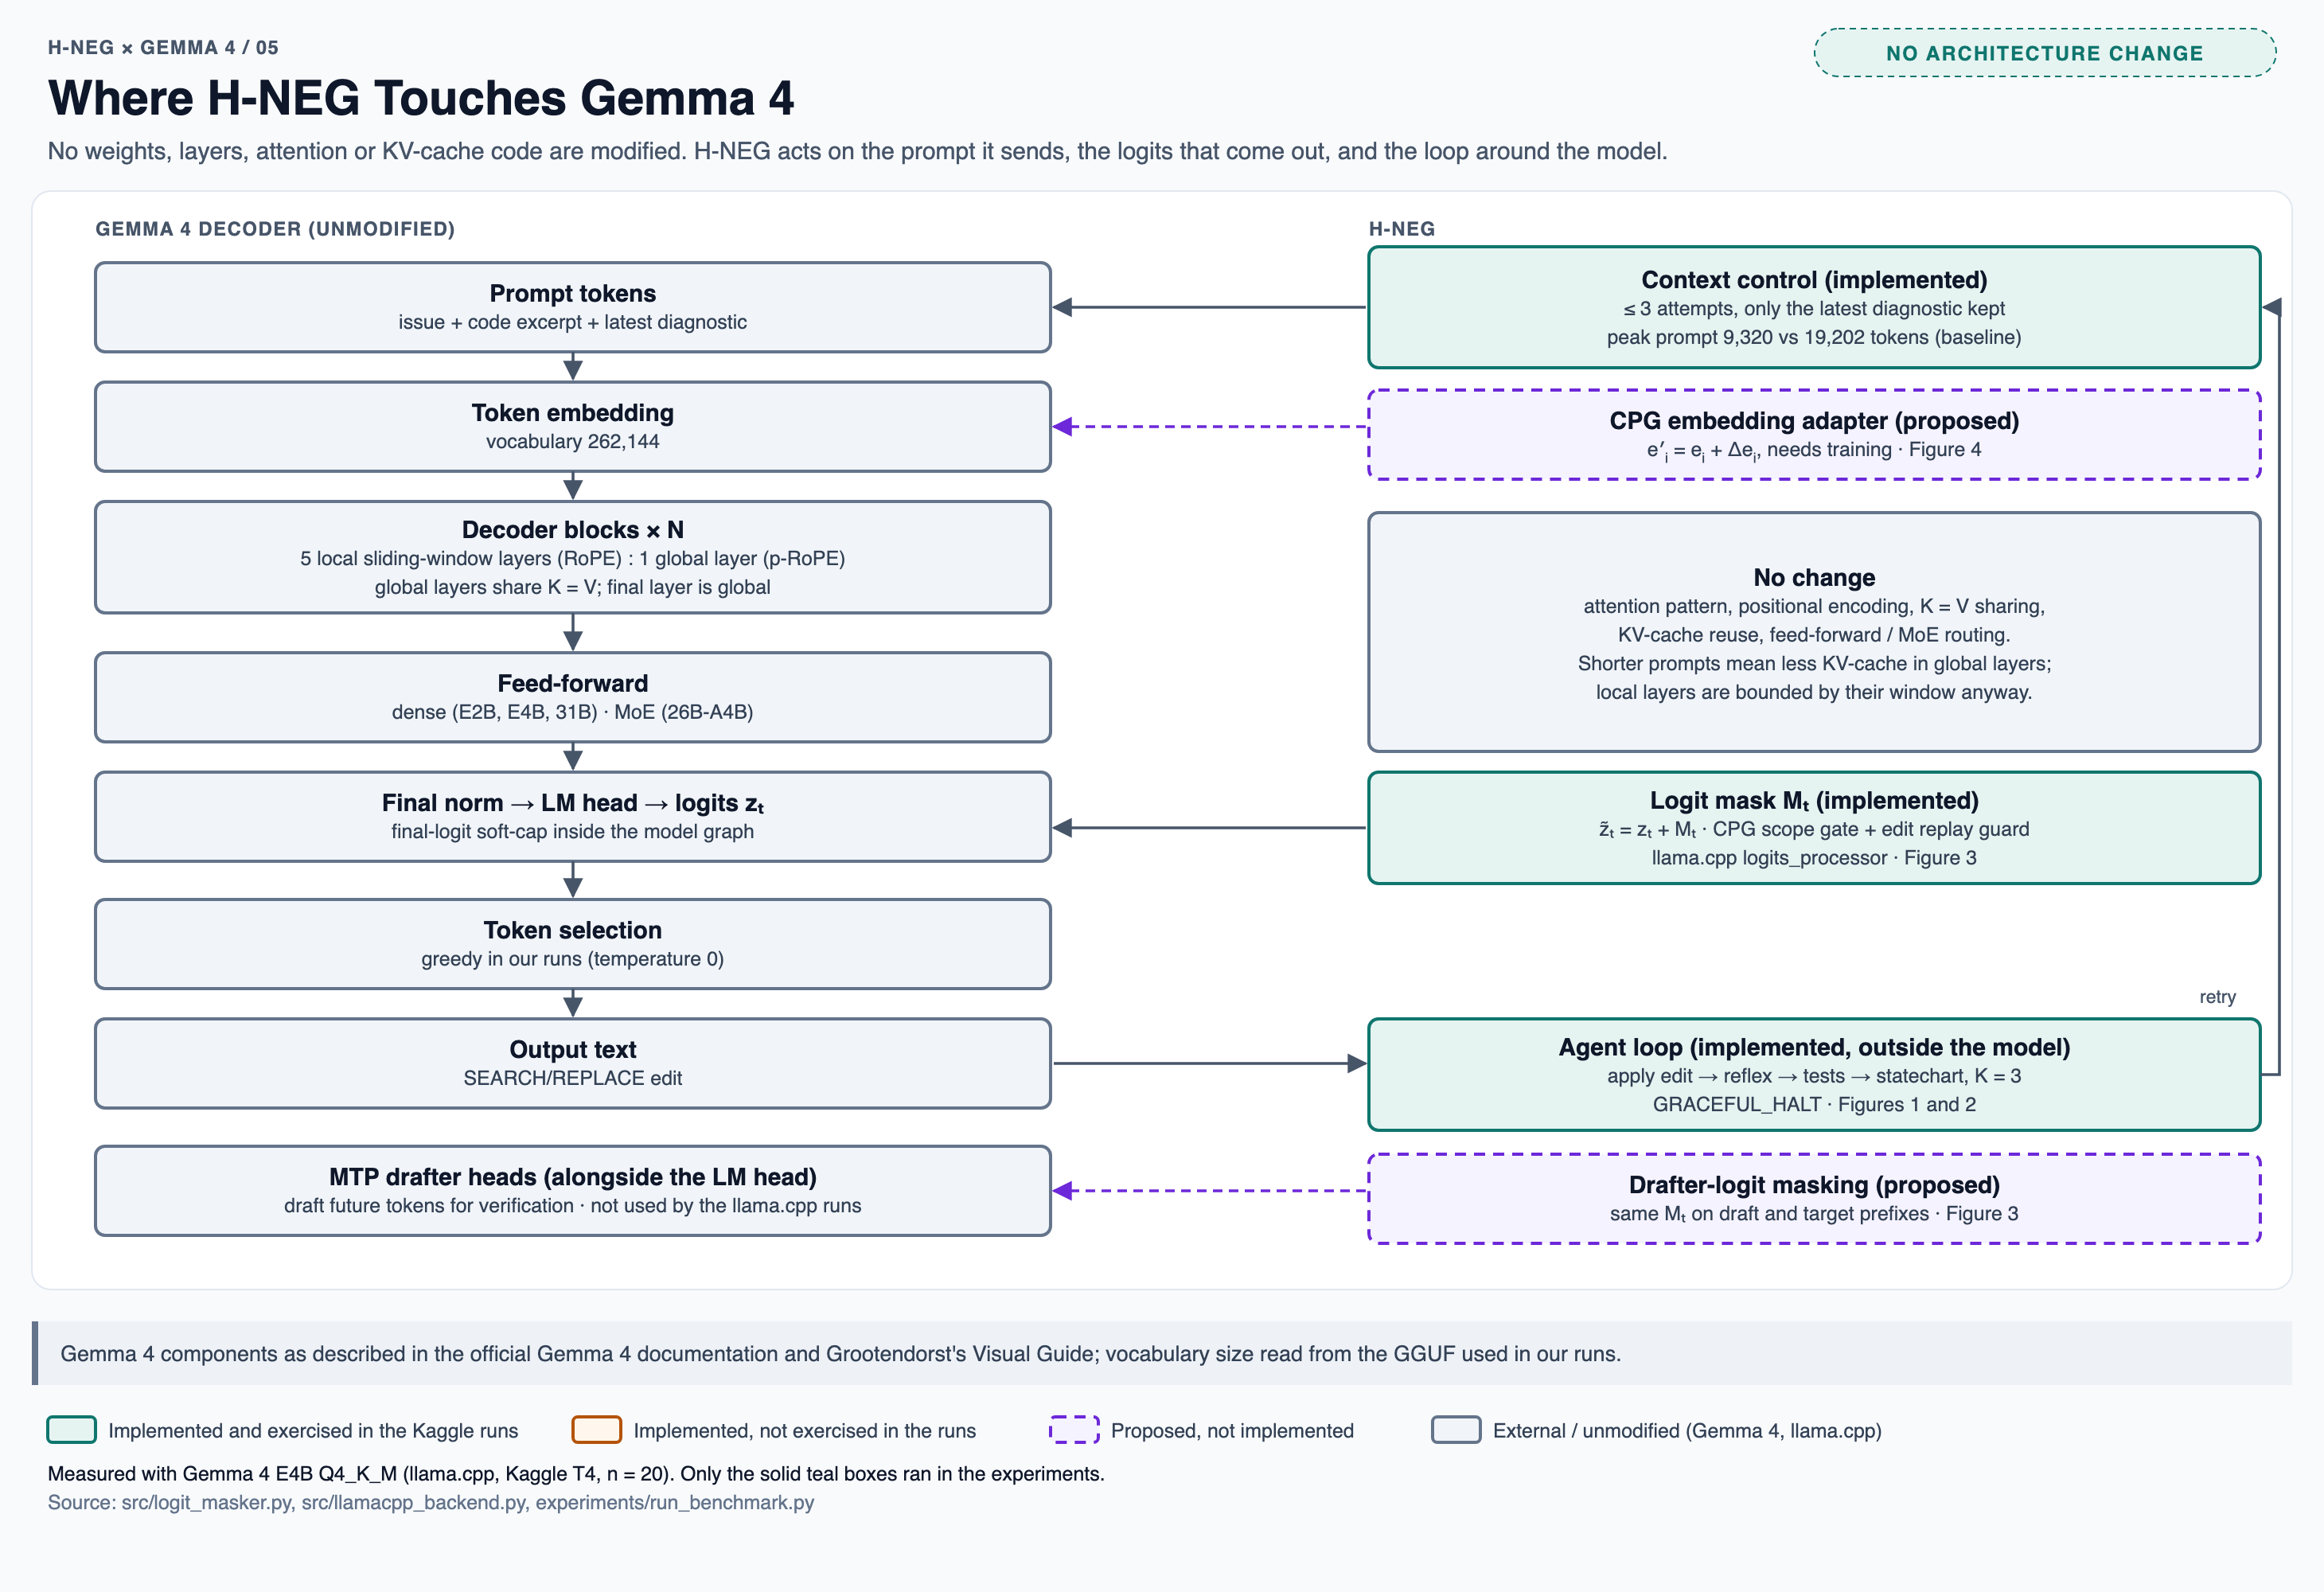 H-NEG × GEMMA 4 / 05
NO ARCHITECTURE CHANGE
Where H-NEG Touches Gemma 4
No weights, layers, attention or KV-cache code are modified. H-NEG acts on the prompt it sends, the logits that come out, and the loop around the model.
GEMMA 4 DECODER (UNMODIFIED)
H-NEG
Prompt tokens
issue + code excerpt + latest diagnostic
Context control (implemented)
≤ 3 attempts, only the latest diagnostic kept
peak prompt 9,320 vs 19,202 tokens (baseline)
Token embedding
vocabulary 262,144
CPG embedding adapter (proposed)
e′ᵢ = eᵢ + Δeᵢ, needs training · Figure 4
Decoder blocks × N
5 local sliding-window layers (RoPE) : 1 global layer (p-RoPE)
global layers share K = V; final layer is global
No change
attention pattern, positional encoding, K = V sharing,
KV-cache reuse, feed-forward / MoE routing.
Shorter prompts mean less KV-cache in global layers;
local layers are bounded by their window anyway.
Feed-forward
dense (E2B, E4B, 31B) · MoE (26B-A4B)
Final norm → LM head → logits zₜ
final-logit soft-cap inside the model graph
Logit mask Mₜ (implemented)
z̃ₜ = zₜ + Mₜ · CPG scope gate + edit replay guard
llama.cpp logits_processor · Figure 3
Token selection
greedy in our runs (temperature 0)
retry
Output text
SEARCH/REPLACE edit
Agent loop (implemented, outside the model)
apply edit → reflex → tests → statechart, K = 3
GRACEFUL_HALT · Figures 1 and 2
MTP drafter heads (alongside the LM head)
draft future tokens for verification · not used by the llama.cpp runs
Drafter-logit masking (proposed)
same Mₜ on draft and target prefixes · Figure 3
Gemma 4 components as described in the official Gemma 4 documentation and Grootendorst's Visual Guide; vocabulary size read from the GGUF used in our runs.
Implemented and exercised in the Kaggle runs
Implemented, not exercised in the runs
Proposed, not implemented
External / unmodified (Gemma 4, llama.cpp)
Measured with Gemma 4 E4B Q4_K_M (llama.cpp, Kaggle T4, n = 20). Only the solid teal boxes ran in the experiments.
Source: src/logit_masker.py, src/llamacpp_backend.py, experiments/run_benchmark.py